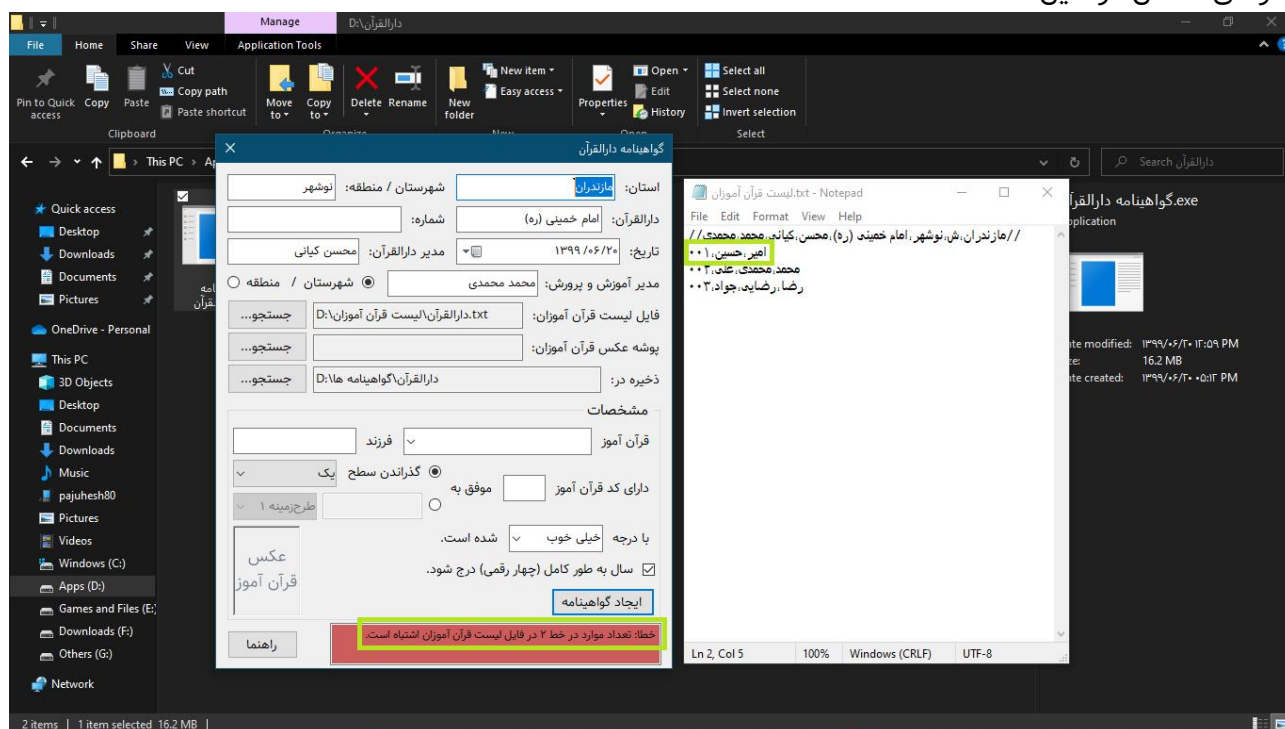 Manage
دارالقرآن\:D
File Home Share View Application Tools
Pin to Quick access
Copy
Paste
Cut
Copy path
Paste shortcut
Clipboard
Move to
Copy to
Delete
Rename
Organize
New folder
New item
Easy access
New
Properties
Open
Edit
History
Open
Select all
Select none
Invert selection
Select
This PC
Search دارالقرآن
Quick access
Desktop
Downloads
Documents
Pictures
OneDrive - Personal
This PC
3D Objects
Desktop
Documents
Downloads
Music
pajuhesh80
Pictures
Videos
Windows (C:)
Apps (D:)
Games and Files (E:)
Downloads (F:)
Others (G:)
Network
2 items
1 item selected 16.2 MB
گواهینامه دارالقرآن
استان: مازندران شهرستان / منطقه: نوشهر
دارالقرآن: امام خمینی (ره) شماره:
تاریخ: ۱۳۹۹/۰۶/۲۰ مدیر دارالقرآن: محسن کیانی
مدیر آموزش و پرورش: محمد محمدی شهرستان / منطقه
فایل لیست قرآن آموزان: D:\دارالقرآن\لیست قرآن آموزان.txt جستجو...
پوشه عکس قرآن آموزان: جستجو...
ذخیره در: D:\دارالقرآن\گواهینامه ها جستجو...
مشخصات
قرآن آموز فرزند
دارای کد قرآن آموز موفق به گذراندن سطح یک
طرح‌زمینه ۱
با درجه خیلی خوب شده است.
سال به طور کامل (چهار رقمی) درج شود.
عکس
قرآن آموز
ایجاد گواهینامه
خطا: تعداد موارد در خط ۲ در فایل لیست قرآن آموزان اشتباه است.
راهنما
لیست قرآن آموزان.txt - Notepad
File Edit Format View Help
//مازندران,ش,نوشهر,امام خمینی (ره),محسن,کیانی,محمد,محمدی//
امیر,حسین,۰۰۱
محمد,محمدی,علی,۰۰۲
رضا,رضایی,جواد,۰۰۳
Ln 2, Col 5 100% Windows (CRLF) UTF-8
گواهینامه دارالقرآ.exe
۱۳۹۹/۰۶/۲۰ ۱۲:۵۹ PM
16.2 MB
۱۳۹۹/۰۶/۲۰ ۰۵:۱۲ PM